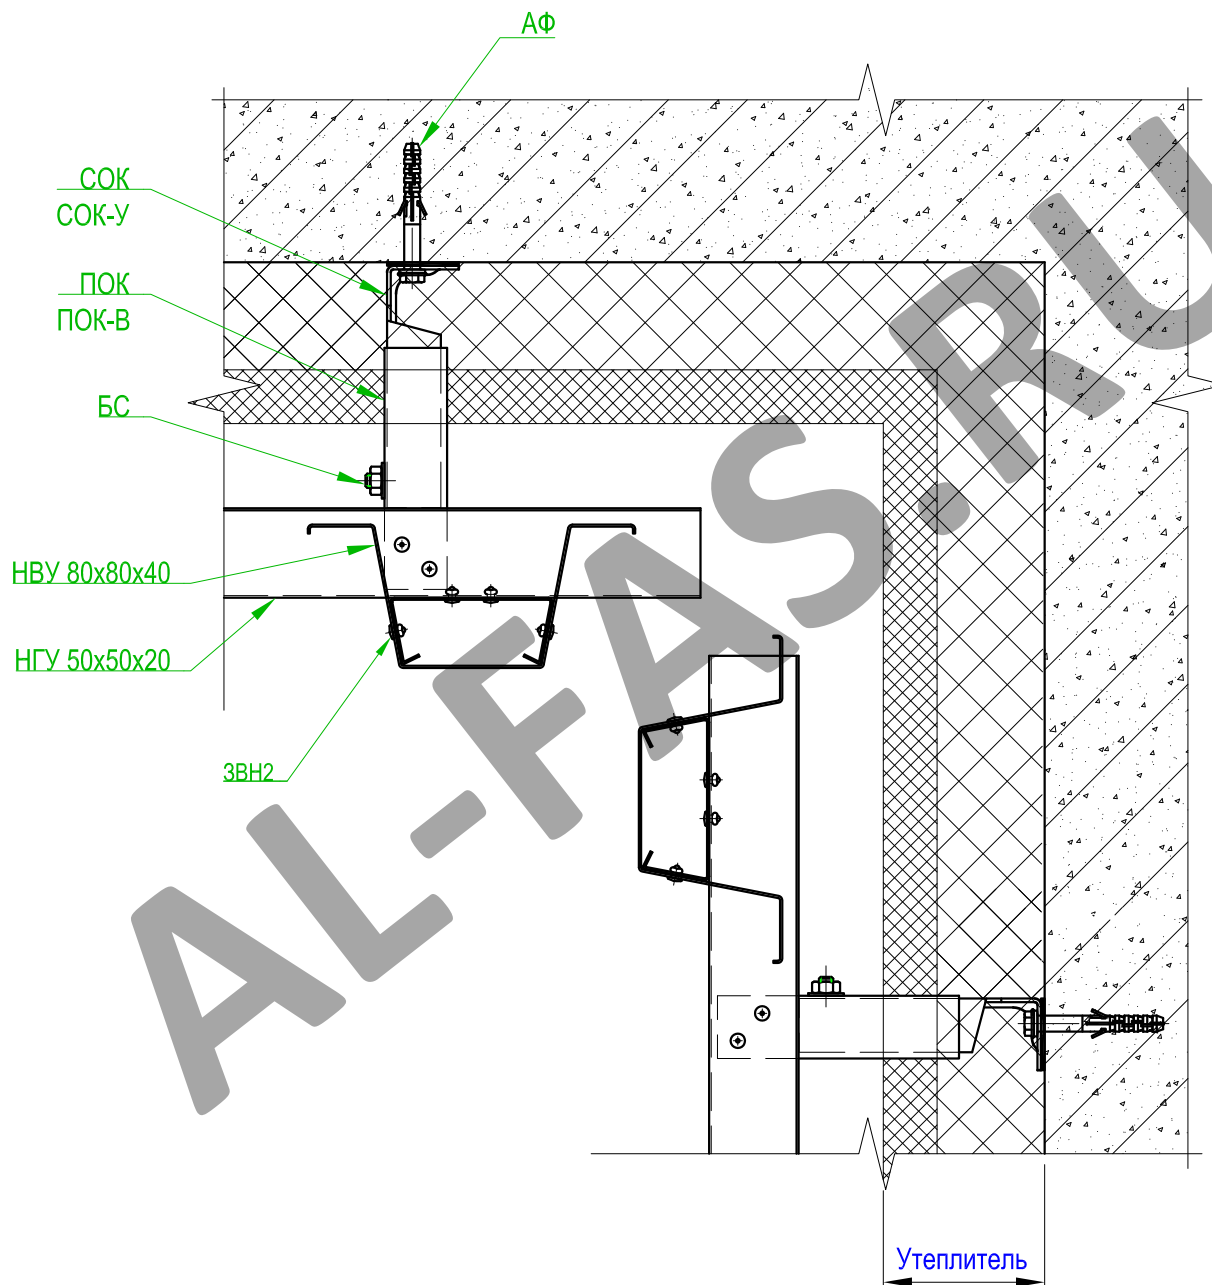 АФ
СОК
СОК-У
ПОК
ПОК-В
БС
НВУ 80х80х40
НГУ 50х50х20
ЗВН2
AL-FAS.RU
Утеплитель